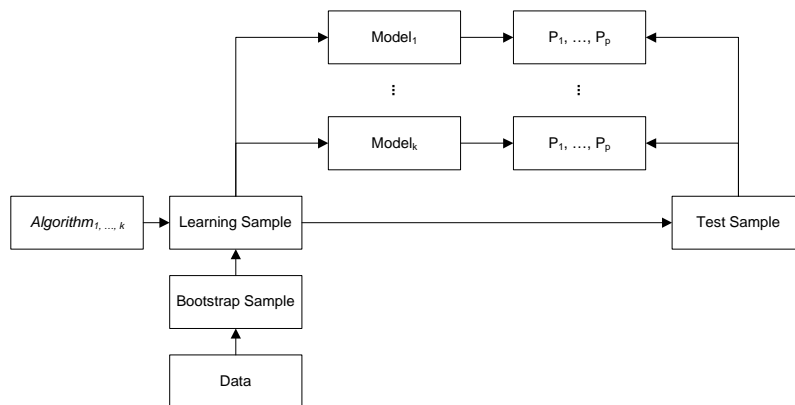 Model₁
P₁, ..., Pₚ
⋮ ⋮
Modelₖ
P₁, ..., Pₚ
Algorithm₁, ..., ₖ
Learning Sample
Test Sample
Bootstrap Sample
Data